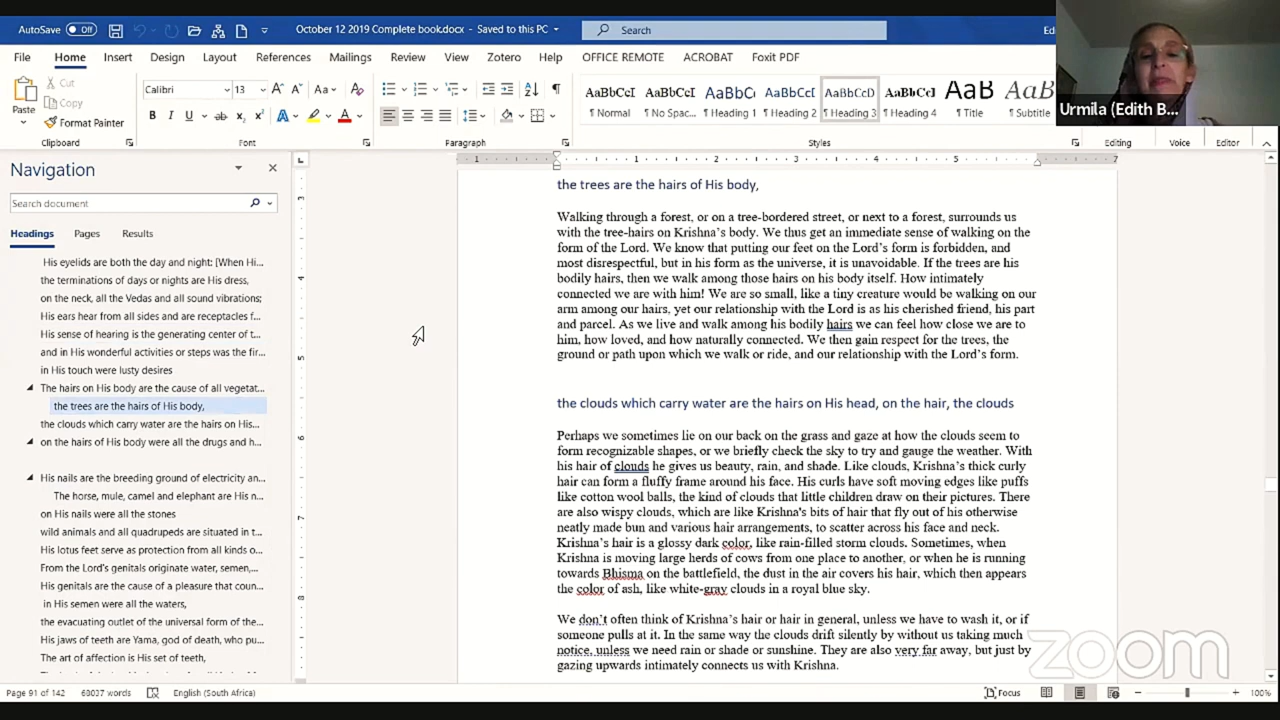 AutoSave Off October 12 2019 Complete book.docx - Saved to this PC Search
File Home Insert Design Layout References Mailings Review View Zotero Help OFFICE REMOTE ACROBAT Foxit PDF
Paste Cut Copy Format Painter
Calibri 13
AaBbCcI AaBbCcI AaBbCc AaBbCcI AaBbCcD AaBbCcI AaB AaBbCc
Normal No Spac... Heading 1 Heading 2 Heading 3 Heading 4 Title Subtitle
Clipboard Font Paragraph Styles Editing Voice Editor
Urmila (Edith B...
Navigation
Search document
Headings Pages Results
His eyelids are both the day and night: [When Hi...
the terminations of days or nights are His dress,
on the neck, all the Vedas and all sound vibrations;
His ears hear from all sides and are receptacles f...
His sense of hearing is the generating center of t...
and in His wonderful activities or steps was the fir...
in His touch were lusty desires
The hairs on His body are the cause of all vegetat...
the trees are the hairs of His body,
the clouds which carry water are the hairs on His...
on the hairs of His body were all the drugs and h...
His nails are the breeding ground of electricity an...
The horse, mule, camel and elephant are His n...
on His nails were all the stones
wild animals and all quadrupeds are situated in t...
His lotus feet serve as protection from all kinds o...
From the Lord's genitals originate water, semen,...
His genitals are the cause of a pleasure that coun...
in His semen were all the waters,
the evacuating outlet of the universal form of the...
His jaws of teeth are Yama, god of death, who pu...
The art of affection is His set of teeth,
the trees are the hairs of His body,
Walking through a forest, or on a tree-bordered street, or next to a forest, surrounds us
with the tree-hairs on Krishna's body. We thus get an immediate sense of walking on the
form of the Lord. We know that putting our feet on the Lord's form is forbidden, and
most disrespectful, but in his form as the universe, it is unavoidable. If the trees are his
bodily hairs, then we walk among those hairs on his body itself. How intimately
connected we are with him! We are so small, like a tiny creature would be walking on our
arm among our hairs, yet our relationship with the Lord is as his cherished friend, his part
and parcel. As we live and walk among his bodily hairs we can feel how close we are to
him, how loved, and how naturally connected. We then gain respect for the trees, the
ground or path upon which we walk or ride, and our relationship with the Lord's form.
the clouds which carry water are the hairs on His head, on the hair, the clouds
Perhaps we sometimes lie on our back on the grass and gaze at how the clouds seem to
form recognizable shapes, or we briefly check the sky to try and gauge the weather. With
his hair of clouds he gives us beauty, rain, and shade. Like clouds, Krishna's thick curly
hair can form a fluffy frame around his face. His curls have soft moving edges like puffs
like cotton wool balls, the kind of clouds that little children draw on their pictures. There
are also wispy clouds, which are like Krishna's bits of hair that fly out of his otherwise
neatly made bun and various hair arrangements, to scatter across his face and neck.
Krishna's hair is a glossy dark color, like rain-filled storm clouds. Sometimes, when
Krishna is moving large herds of cows from one place to another, or when he is running
towards Bhisma on the battlefield, the dust in the air covers his hair, which then appears
the color of ash, like white-gray clouds in a royal blue sky.
We don't often think of Krishna's hair or hair in general, unless we have to wash it, or if
someone pulls at it. In the same way the clouds drift silently by without us taking much
notice, unless we need rain or shade or sunshine. They are also very far away, but just by
gazing upwards intimately connects us with Krishna.
zoom
Page 91 of 142 68037 words English (South Africa) Focus 100%